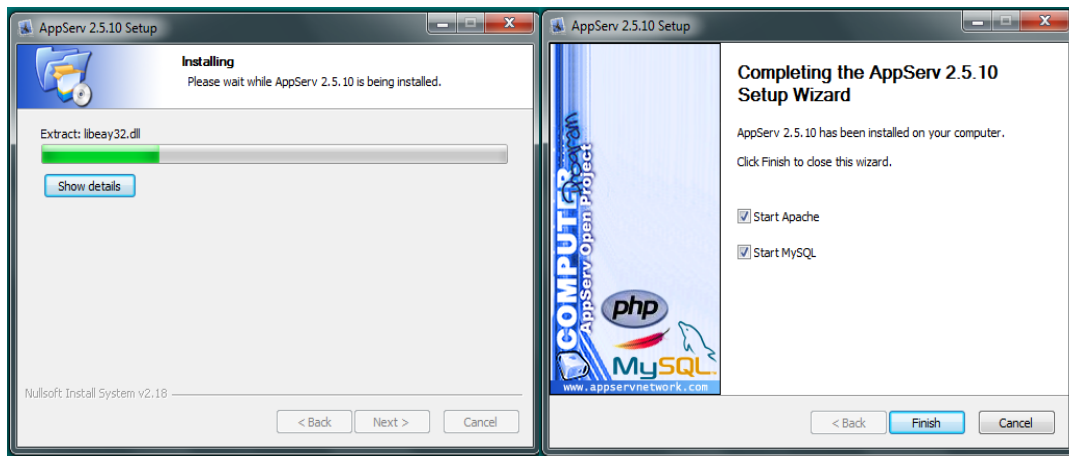 AppServ 2.5.10 Setup
Installing
Please wait while AppServ 2.5.10 is being installed.
Extract: libeay32.dll
Show details
Nullsoft Install System v2.18
< Back
Next >
Cancel
AppServ 2.5.10 Setup
COMPUTER
Program
AppServ Open Project
php
MySQL
www.appservnetwork.com
Completing the AppServ 2.5.10
Setup Wizard
AppServ 2.5.10 has been installed on your computer.
Click Finish to close this wizard.
Start Apache
Start MySQL
< Back
Finish
Cancel